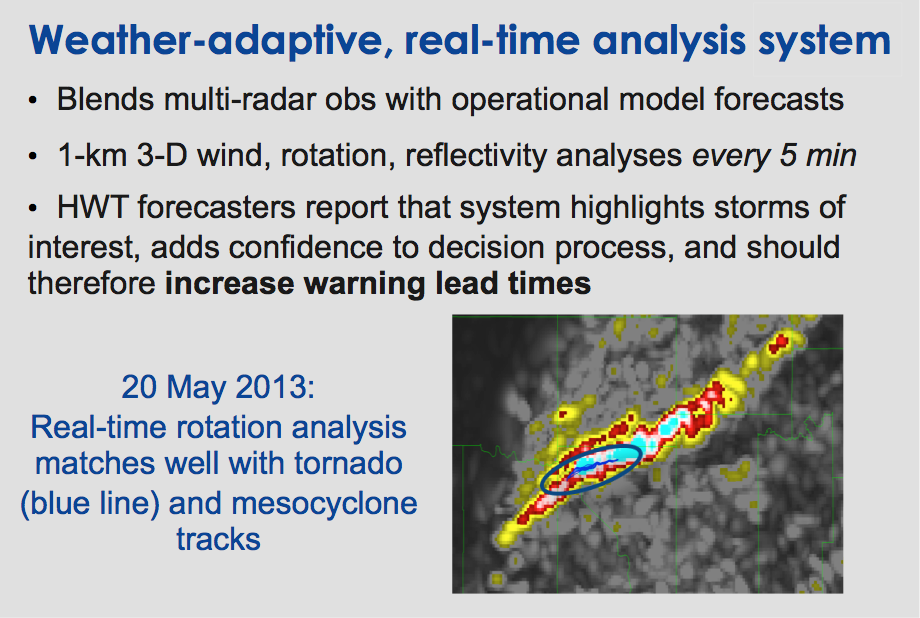 Weather-adaptive, real-time analysis system
• Blends multi-radar obs with operational model forecasts
• 1-km 3-D wind, rotation, reflectivity analyses every 5 min
• HWT forecasters report that system highlights storms of
interest, adds confidence to decision process, and should
therefore increase warning lead times
20 May 2013:
Real-time rotation analysis
matches well with tornado
(blue line) and mesocyclone
tracks